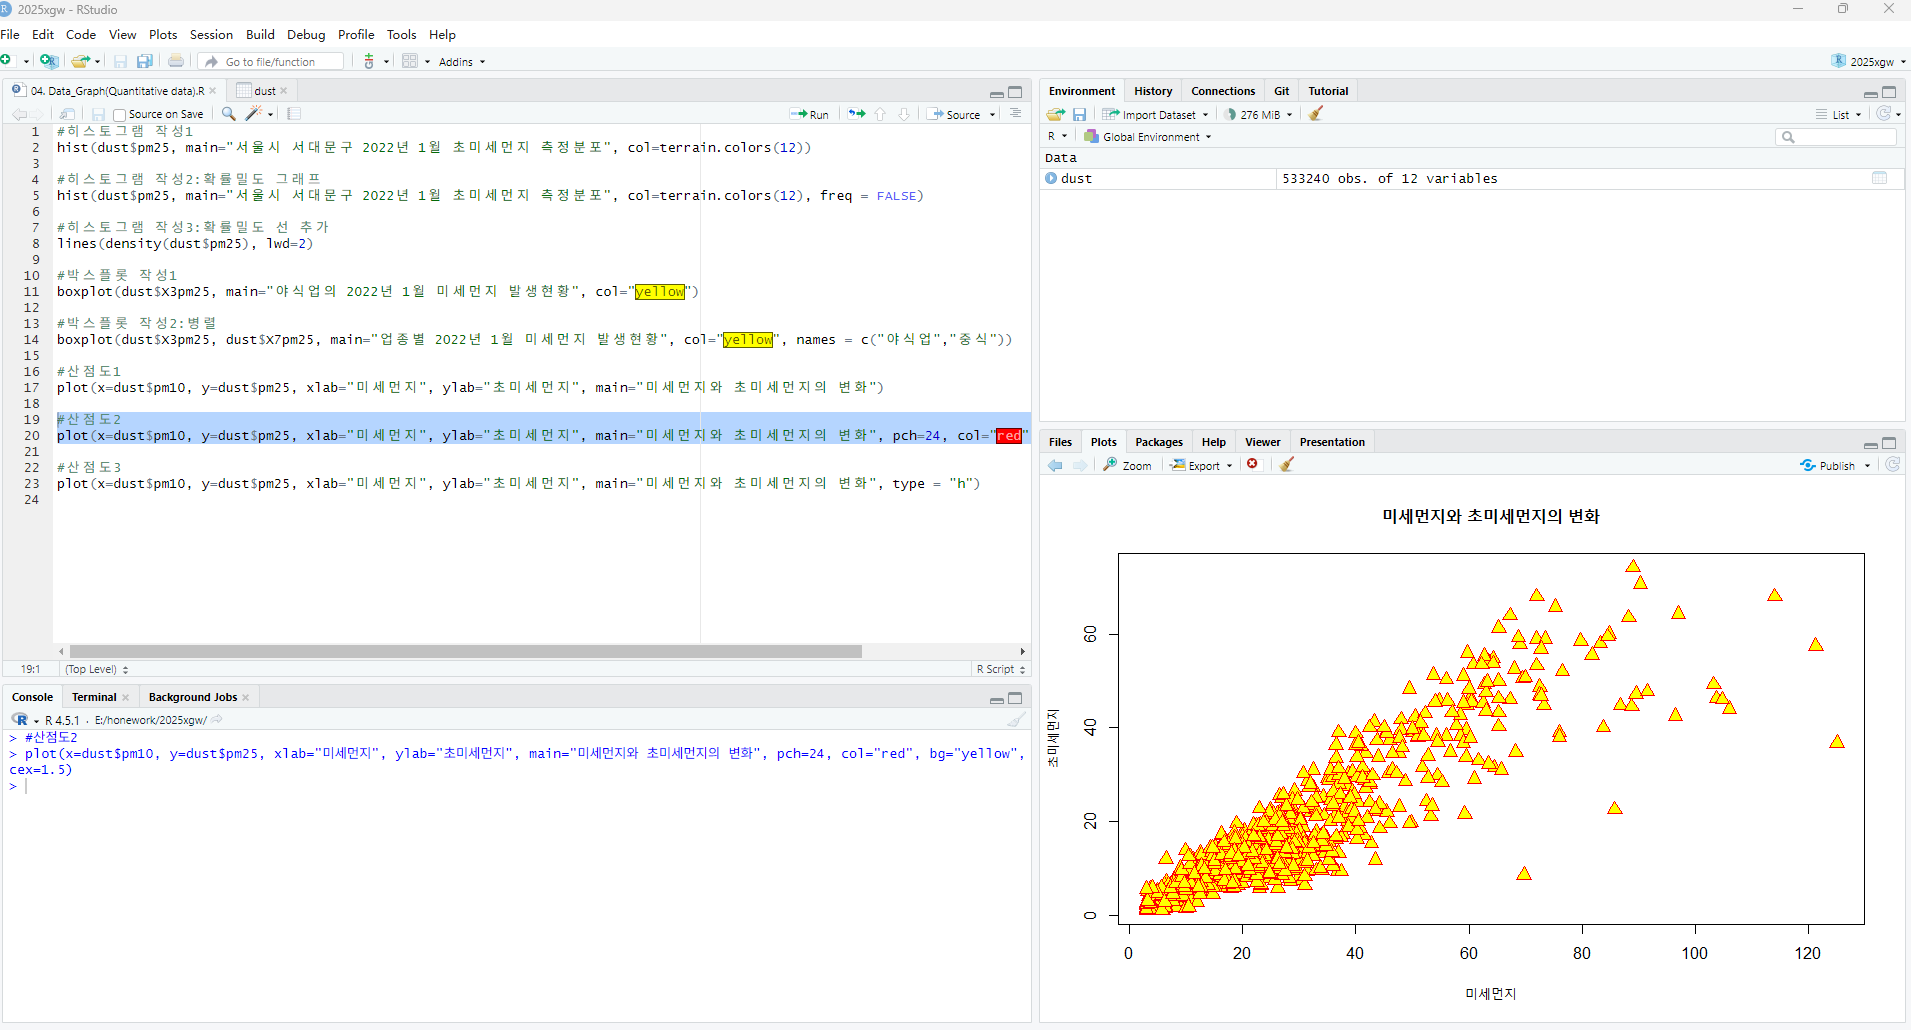 2025xgw - RStudio
File Edit Code View Plots Session Build Debug Profile Tools Help
Go to file/function Addins 2025xgw
04. Data_Graph(Quantitative data).R dust
Source on Save Run Source
1 #히스토그램 작성1
2 hist(dust$pm25, main="서울시 서대문구 2022년 1월 초미세먼지 측정분포", col=terrain.colors(12))
3
4 #히스토그램 작성2:확률밀도 그래프
5 hist(dust$pm25, main="서울시 서대문구 2022년 1월 초미세먼지 측정분포", col=terrain.colors(12), freq = FALSE)
6
7 #히스토그램 작성3:확률밀도 선 추가
8 lines(density(dust$pm25), lwd=2)
9
10 #박스플롯 작성1
11 boxplot(dust$X3pm25, main="야식업의 2022년 1월 미세먼지 발생현황", col="yellow")
12
13 #박스플롯 작성2:병렬
14 boxplot(dust$X3pm25, dust$X7pm25, main="업종별 2022년 1월 미세먼지 발생현황", col="yellow", names = c("야식업","중식"))
15
16 #산점도1
17 plot(x=dust$pm10, y=dust$pm25, xlab="미세먼지", ylab="초미세먼지", main="미세먼지와 초미세먼지의 변화")
18
19 #산점도2
20 plot(x=dust$pm10, y=dust$pm25, xlab="미세먼지", ylab="초미세먼지", main="미세먼지와 초미세먼지의 변화", pch=24, col="red"
21
22 #산점도3
23 plot(x=dust$pm10, y=dust$pm25, xlab="미세먼지", ylab="초미세먼지", main="미세먼지와 초미세먼지의 변화", type = "h")
24
19:1 (Top Level) R Script
Console Terminal Background Jobs
R 4.5.1 · E:/honework/2025xgw/
> #산점도2
> plot(x=dust$pm10, y=dust$pm25, xlab="미세먼지", ylab="초미세먼지", main="미세먼지와 초미세먼지의 변화", pch=24, col="red", bg="yellow",
cex=1.5)
>
Environment History Connections Git Tutorial
Import Dataset 276 MiB List
R Global Environment
Data
dust 533240 obs. of 12 variables
Files Plots Packages Help Viewer Presentation
Zoom Export Publish
미세먼지와 초미세먼지의 변화
초미세먼지
60
40
20
0
0 20 40 60 80 100 120
미세먼지